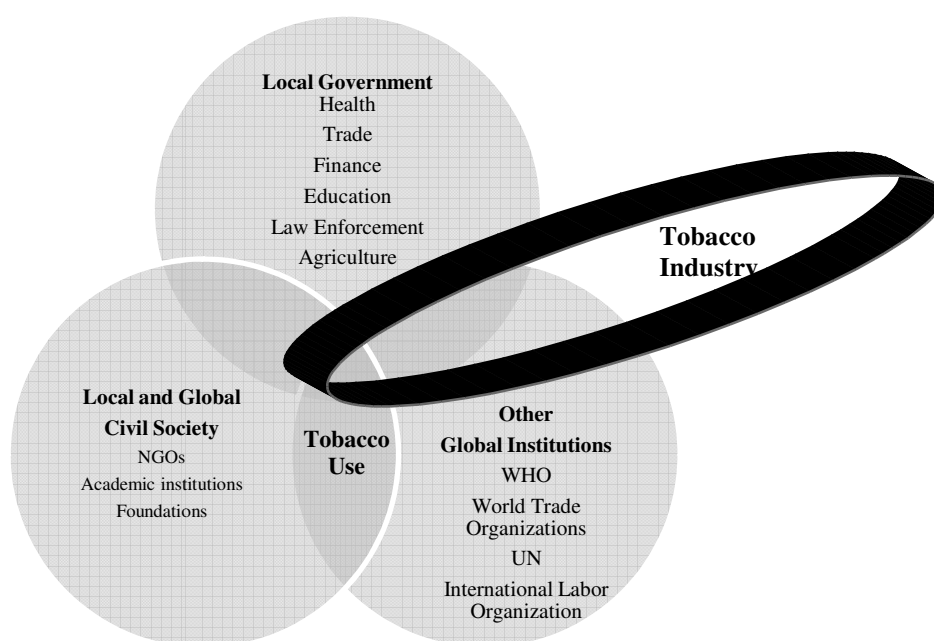 Local Government
Health
Trade
Finance
Education
Law Enforcement
Agriculture
Tobacco
Industry
Local and Global
Civil Society
NGOs
Academic institutions
Foundations
Tobacco
Use
Other
Global Institutions
WHO
World Trade
Organizations
UN
International Labor
Organization